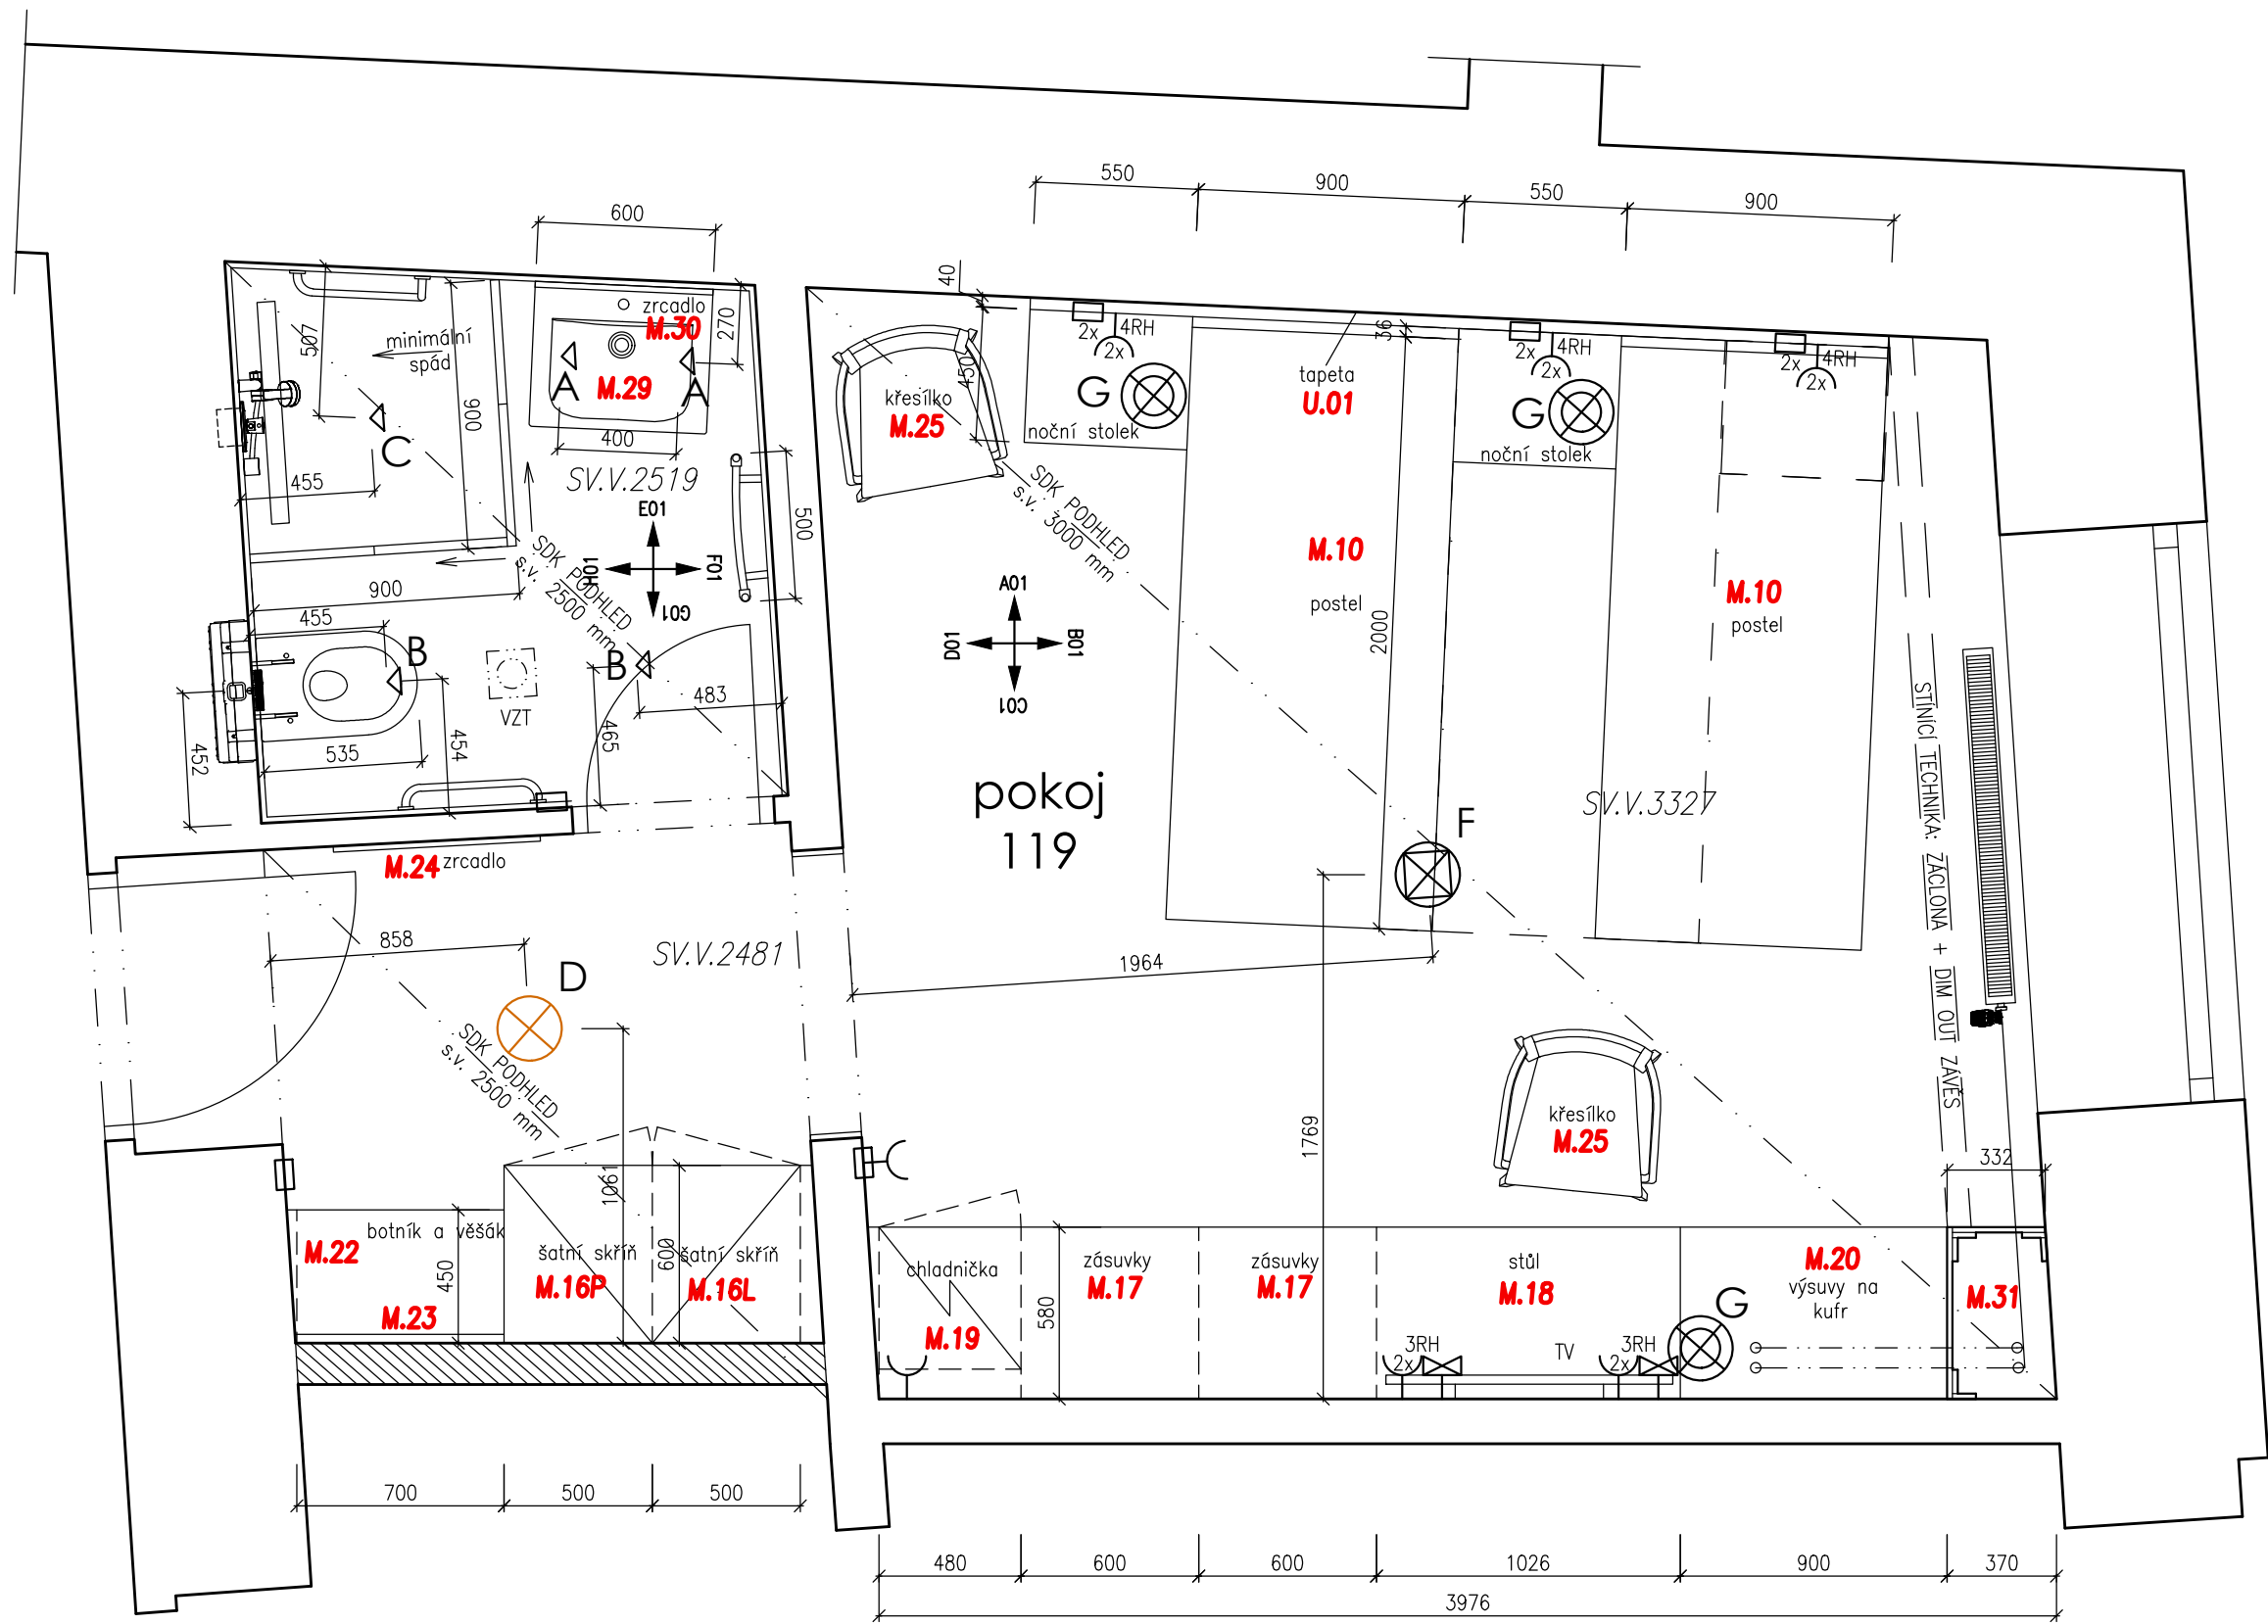 550
900
550
900
600
40
zrcadlo
M.30
270
507
minimální
spád
2x
4RH
2x
36
2x
4RH
2x
2x
4RH
2x
450
tapeta
U.01
křesílko
M.25
G
G
A
M.29
A
900
400
noční stolek
noční stolek
C
455
SV.V.2519
SDK PODHLED
s.v. 3000 mm
500
E01
H01
F01
G01
SDK PODHLED
s.v. 2500 mm
M.10
postel
M.10
postel
900
455
B
B
A01
D01
B01
C01
2000
483
VZT
465
454
452
535
STÍNÍCÍ TECHNIKA: ZÁCLONA + DIM OUT ZÁVĚS
pokoj
119
SV.V.3327
F
M.24 zrcadlo
858
SV.V.2481
1964
D
SDK PODHLED
s.v. 2500 mm
1061
1769
křesílko
M.25
332
botník a věšák
M.22
450
M.23
šatní skříň
M.16P
600
šatní skříň
M.16L
chladnička
M.19
580
zásuvky
M.17
zásuvky
M.17
stůl
M.18
M.20
výsuvy na
kufr
M.31
G
3RH
2x
TV
3RH
2x
700
500
500
480
600
600
1026
900
370
3976